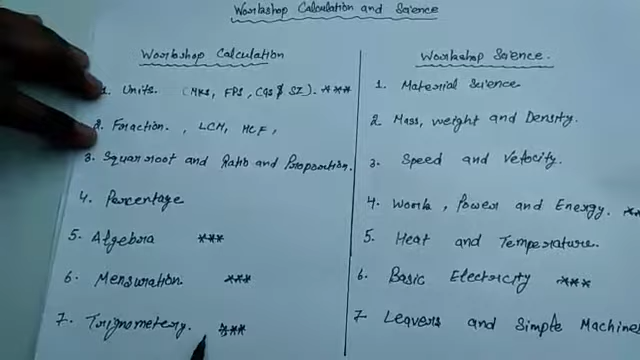 Workshop Calculation and Science
Workshop Calculation
1. Units. (MKS, FPS, CGS & SI). ***
2. Fraction. , LCM, HCF,
3. Squar root and Ratio and Proportion.
4. Percentage
5. Algebra ***
6. Mensuration. ***
7. Trignometery. ***
Workshop Science.
1. Material Science
2 Mass, weight and Density.
3. Speed and Velocity.
4. Work, Power and Energy. **
5. Heat and Temperature.
6. Basic Electricity ***
7 Leavers and Simple Machines